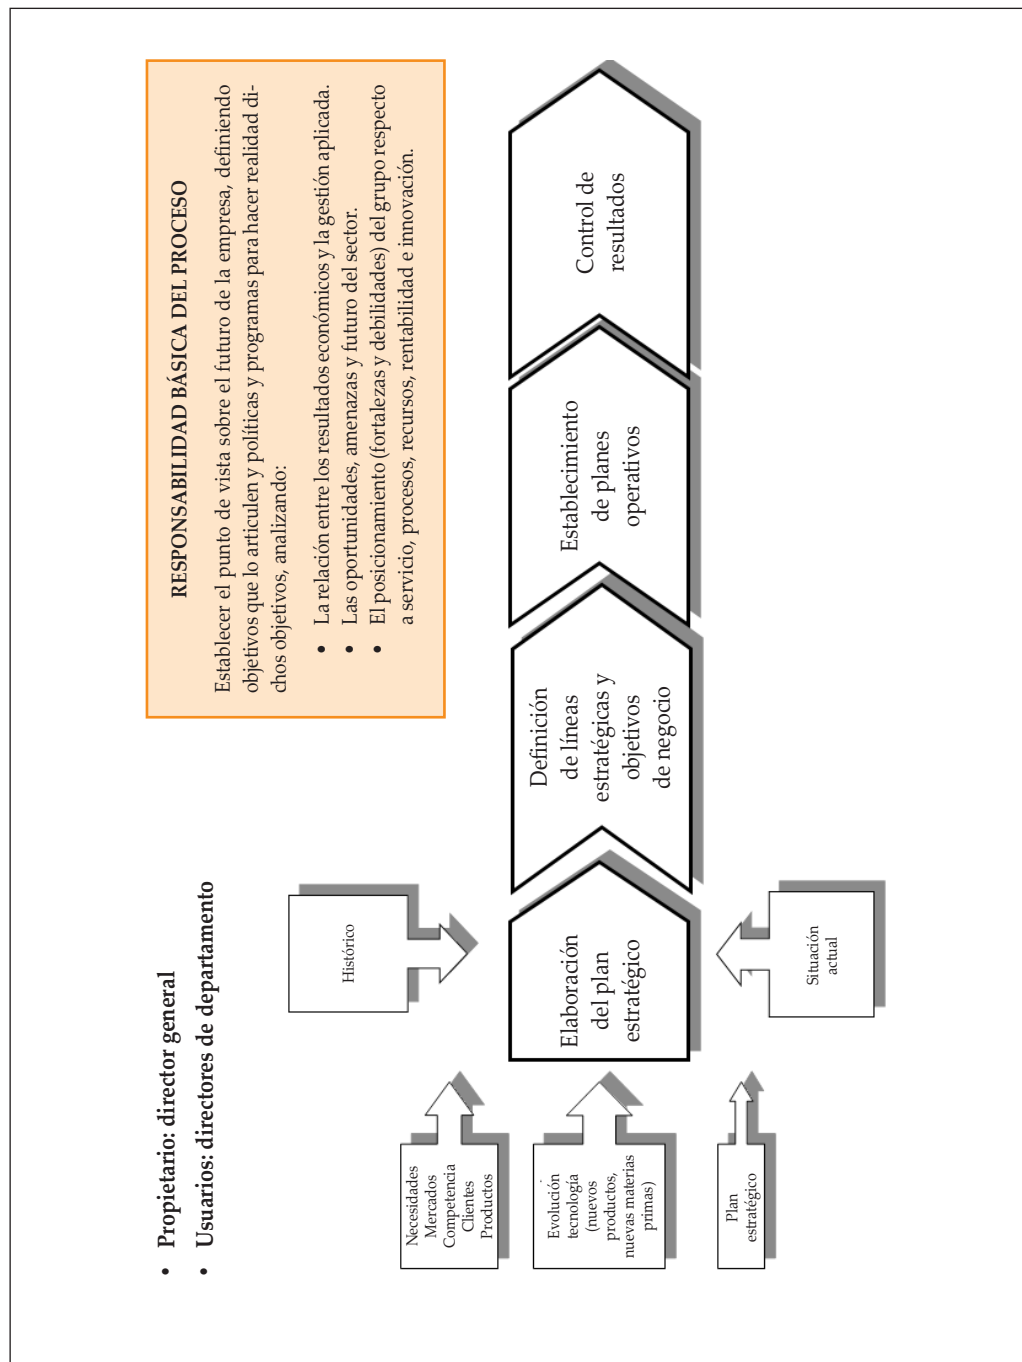 • Propietario: director general
• Usuarios: directores de departamento
RESPONSABILIDAD BÁSICA DEL PROCESO
Establecer el punto de vista sobre el futuro de la empresa, definiendo
objetivos que lo articulen y políticas y programas para hacer realidad di-
chos objetivos, analizando:
• La relación entre los resultados económicos y la gestión aplicada.
• Las oportunidades, amenazas y futuro del sector.
• El posicionamiento (fortalezas y debilidades) del grupo respecto
a servicio, procesos, recursos, rentabilidad e innovación.
Histórico
Necesidades
Mercados
Competencia
Clientes
Productos
Evolución
tecnología
(nuevos
productos,
nuevas materias
primas)
Plan
estratégico
Elaboración
del plan
estratégico
Definición
de líneas
estratégicas y
objetivos
de negocio
Establecimiento
de planes
operativos
Control de
resultados
Situación
actual